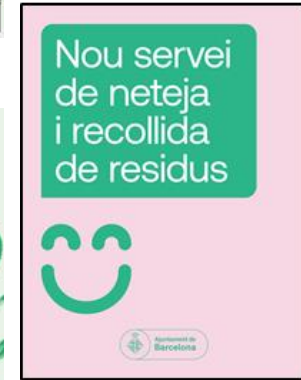 Nou servei
de neteja
i recollida
de residus
Ajuntament de
Barcelona